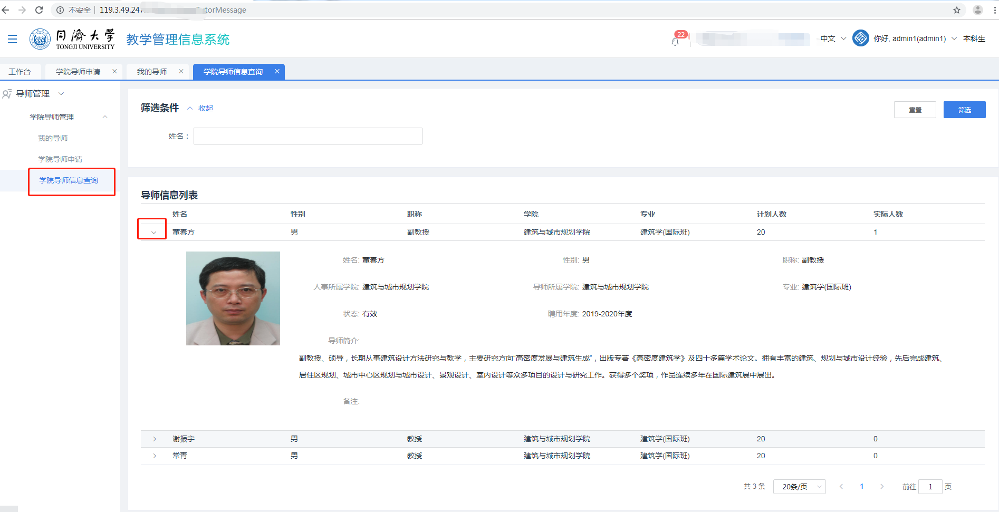 不安全 119.3.49.247 TutorMessage
同濟大学
TONGJI UNIVERSITY
教学管理信息系统
22
中文
你好, admin1(admin1)
本科生
工作台
学院导师申请
我的导师
学院导师信息查询
导师管理
学院导师管理
我的导师
学院导师申请
学院导师信息查询
筛选条件 收起
重置 筛选
姓名：
导师信息列表
姓名 性别 职称 学院 专业 计划人数 实际人数
董春方 男 副教授 建筑与城市规划学院 建筑学(国际班) 20 1
姓名: 董春方 性别: 男 职称: 副教授
人事所属学院: 建筑与城市规划学院 导师所属学院: 建筑与城市规划学院 专业: 建筑学(国际班)
状态: 有效 聘用年度: 2019-2020年度
导师简介:
副教授、硕导，长期从事建筑设计方法研究与教学，主要研究方向“高密度发展与建筑生成”，出版专著《高密度建筑学》及四十多篇学术论文。拥有丰富的建筑、规划与城市设计经验，先后完成建筑、
居住区规划、城市中心区规划与城市设计、景观设计、室内设计等众多项目的设计与研究工作。获得多个奖项，作品连续多年在国际建筑展中展出。
备注:
谢振宇 男 教授 建筑与城市规划学院 建筑学(国际班) 20 0
常青 男 教授 建筑与城市规划学院 建筑学(国际班) 20 0
共 3 条 20条/页 1 前往 1 页